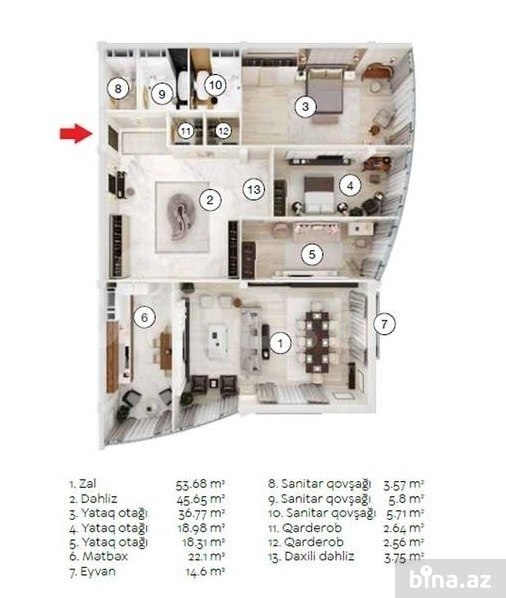 8
9
10
3
11
12
13
4
2
5
6
1
7
1. Zal 53.68 m²
2. Dəhliz 45.65 m²
3. Yataq otağı 36.77 m²
4. Yataq otağı 18.98 m²
5. Yataq otağı 18.31 m²
6. Mətbəx 22.1 m²
7. Eyvan 14.6 m²
8. Sanitar qovşağı 3.57 m²
9. Sanitar qovşağı 5.8 m²
10. Sanitar qovşağı 5.71 m²
11. Qarderob 2.64 m²
12. Qarderob 2.56 m²
13. Daxili dəhliz 3.75 m²
bina.az